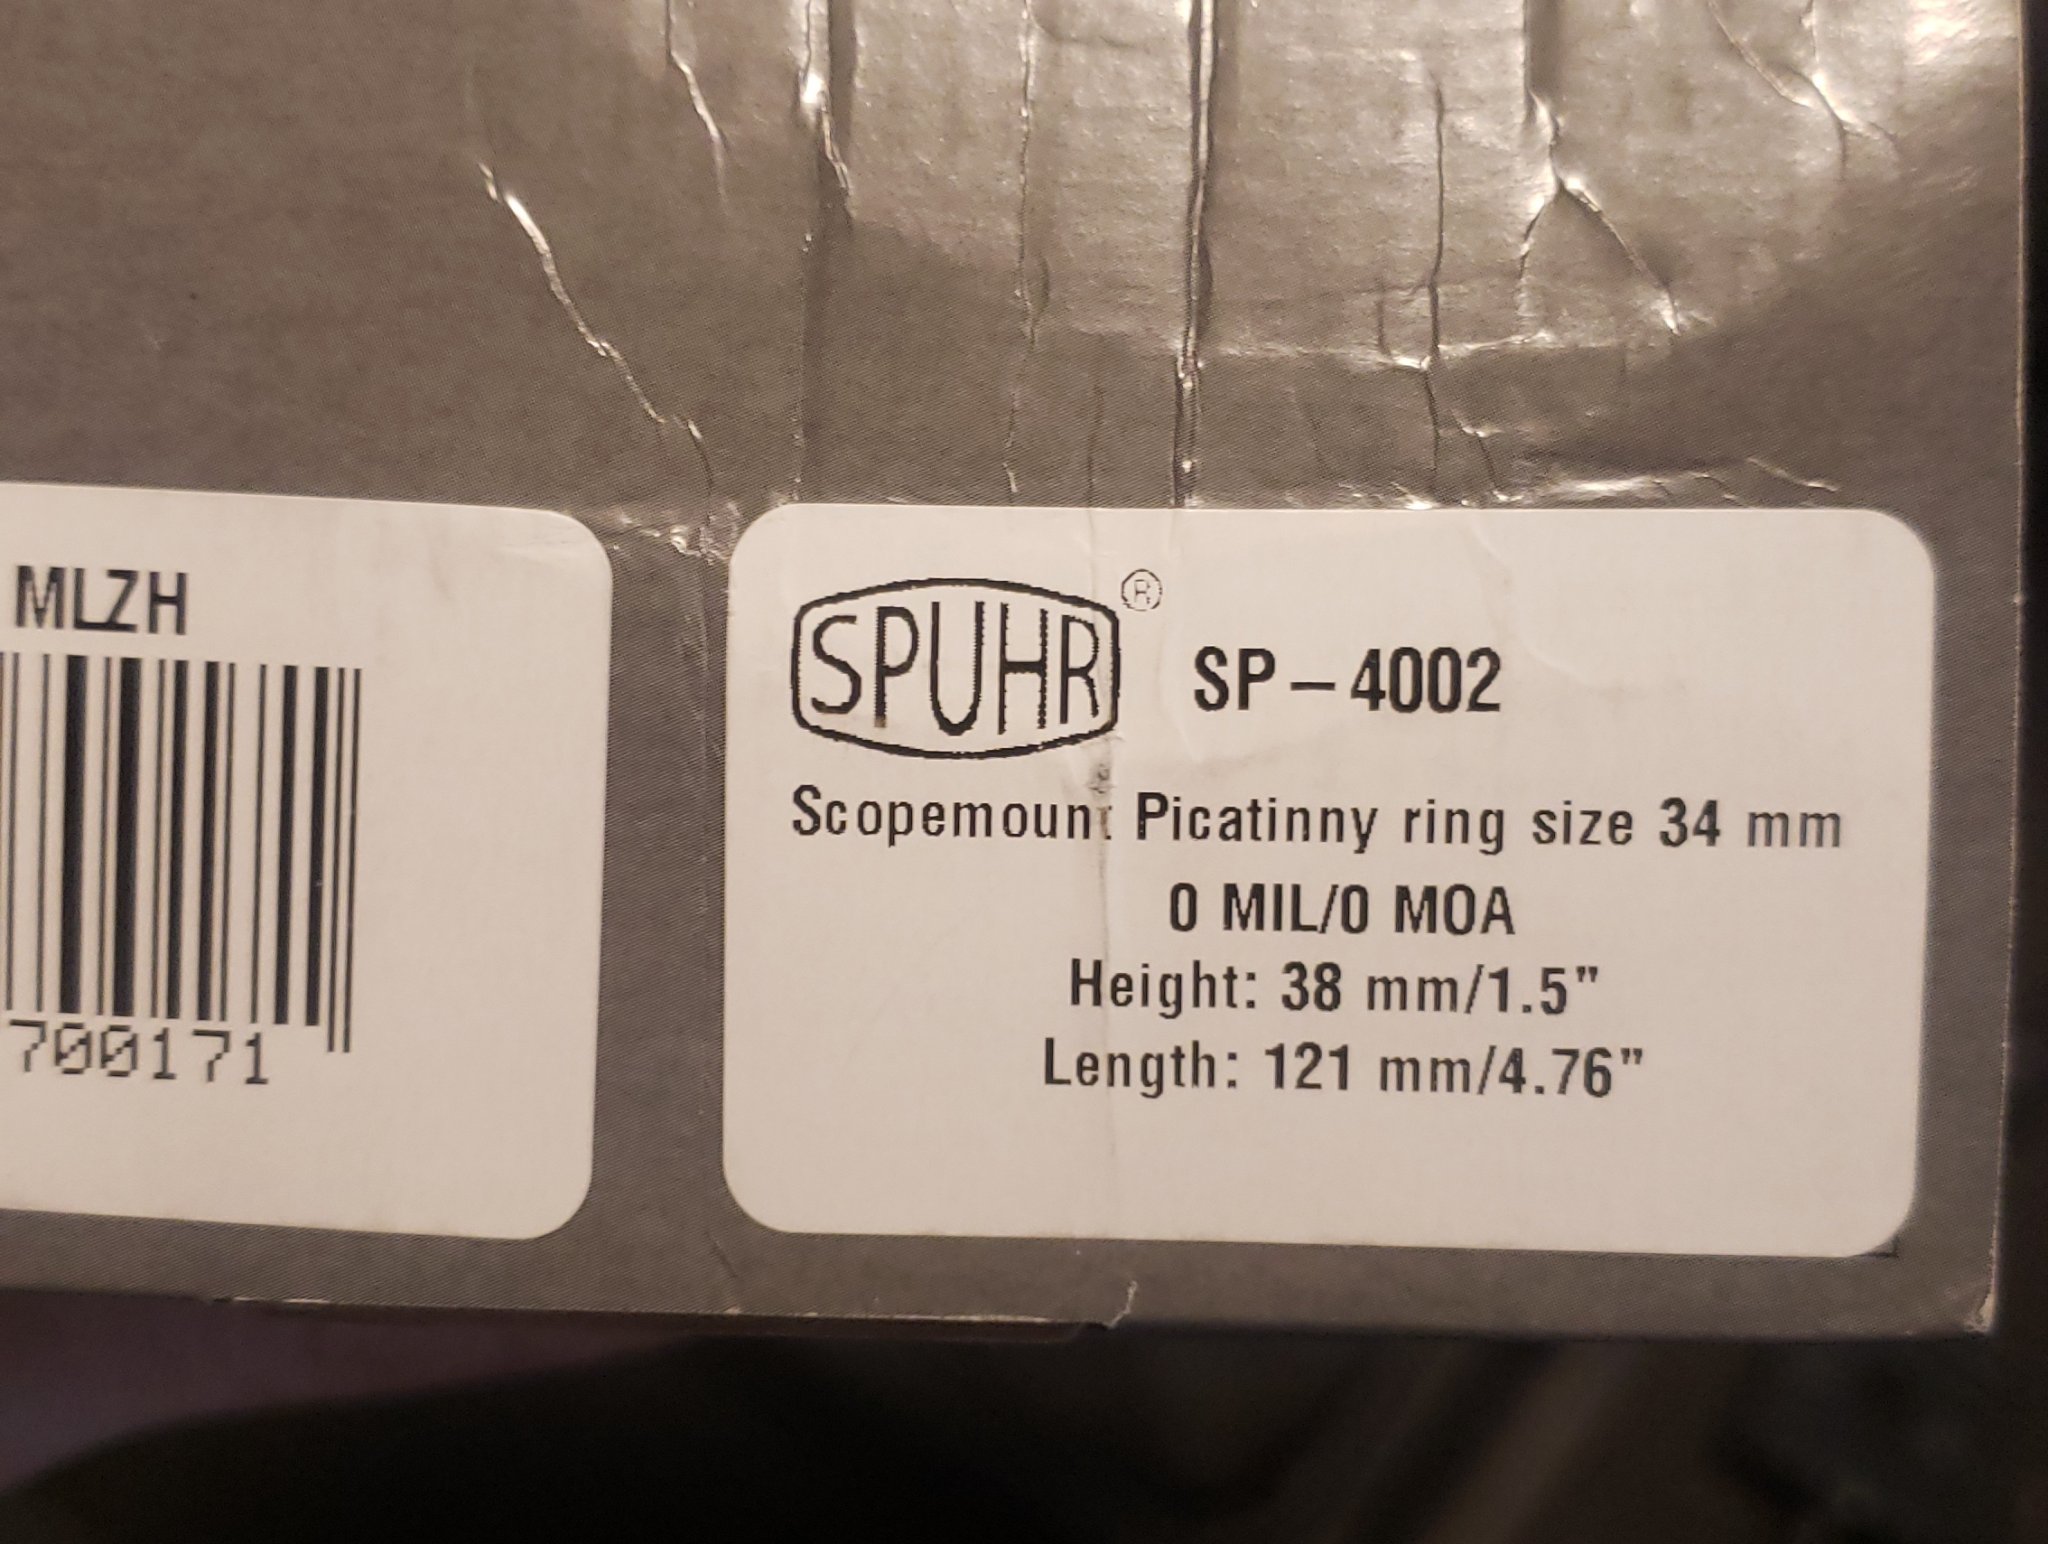 MLZH
700171
SPUHR® SP-4002
Scopemount Picatinny ring size 34 mm
0 MIL/0 MOA
Height: 38 mm/1.5"
Length: 121 mm/4.76"